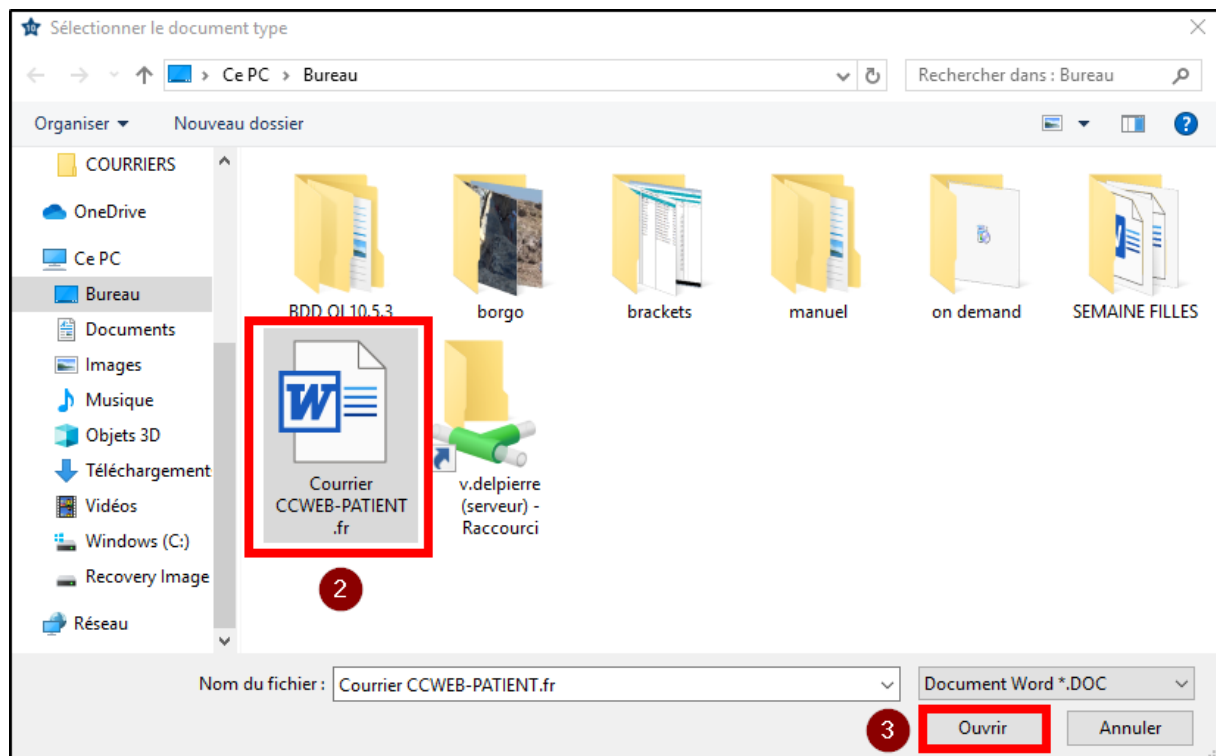 Sélectionner le document type
Ce PC > Bureau
Rechercher dans : Bureau
Organiser
Nouveau dossier
COURRIERS
OneDrive
Ce PC
Bureau
Documents
Images
Musique
Objets 3D
Téléchargement
Vidéos
Windows (C:)
Recovery Image
Réseau
BDD OL10.5.3
borgo
brackets
manuel
on demand
SEMAINE FILLES
Courrier
CCWEB-PATIENT
.fr
v.delpierre
(serveur) -
Raccourci
2
Nom du fichier : Courrier CCWEB-PATIENT.fr
Document Word *.DOC
3
Ouvrir
Annuler